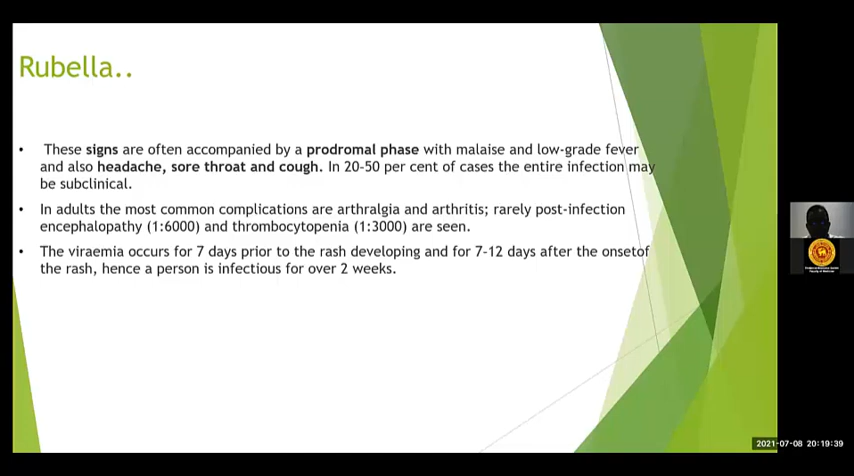 Rubella..
• These signs are often accompanied by a prodromal phase with malaise and low-grade fever
and also headache, sore throat and cough. In 20-50 per cent of cases the entire infection may
be subclinical.
• In adults the most common complications are arthralgia and arthritis; rarely post-infection
encephalopathy (1:6000) and thrombocytopenia (1:3000) are seen.
• The viraemia occurs for 7 days prior to the rash developing and for 7-12 days after the onsetof
the rash, hence a person is infectious for over 2 weeks.
2021-07-08 20:19:39